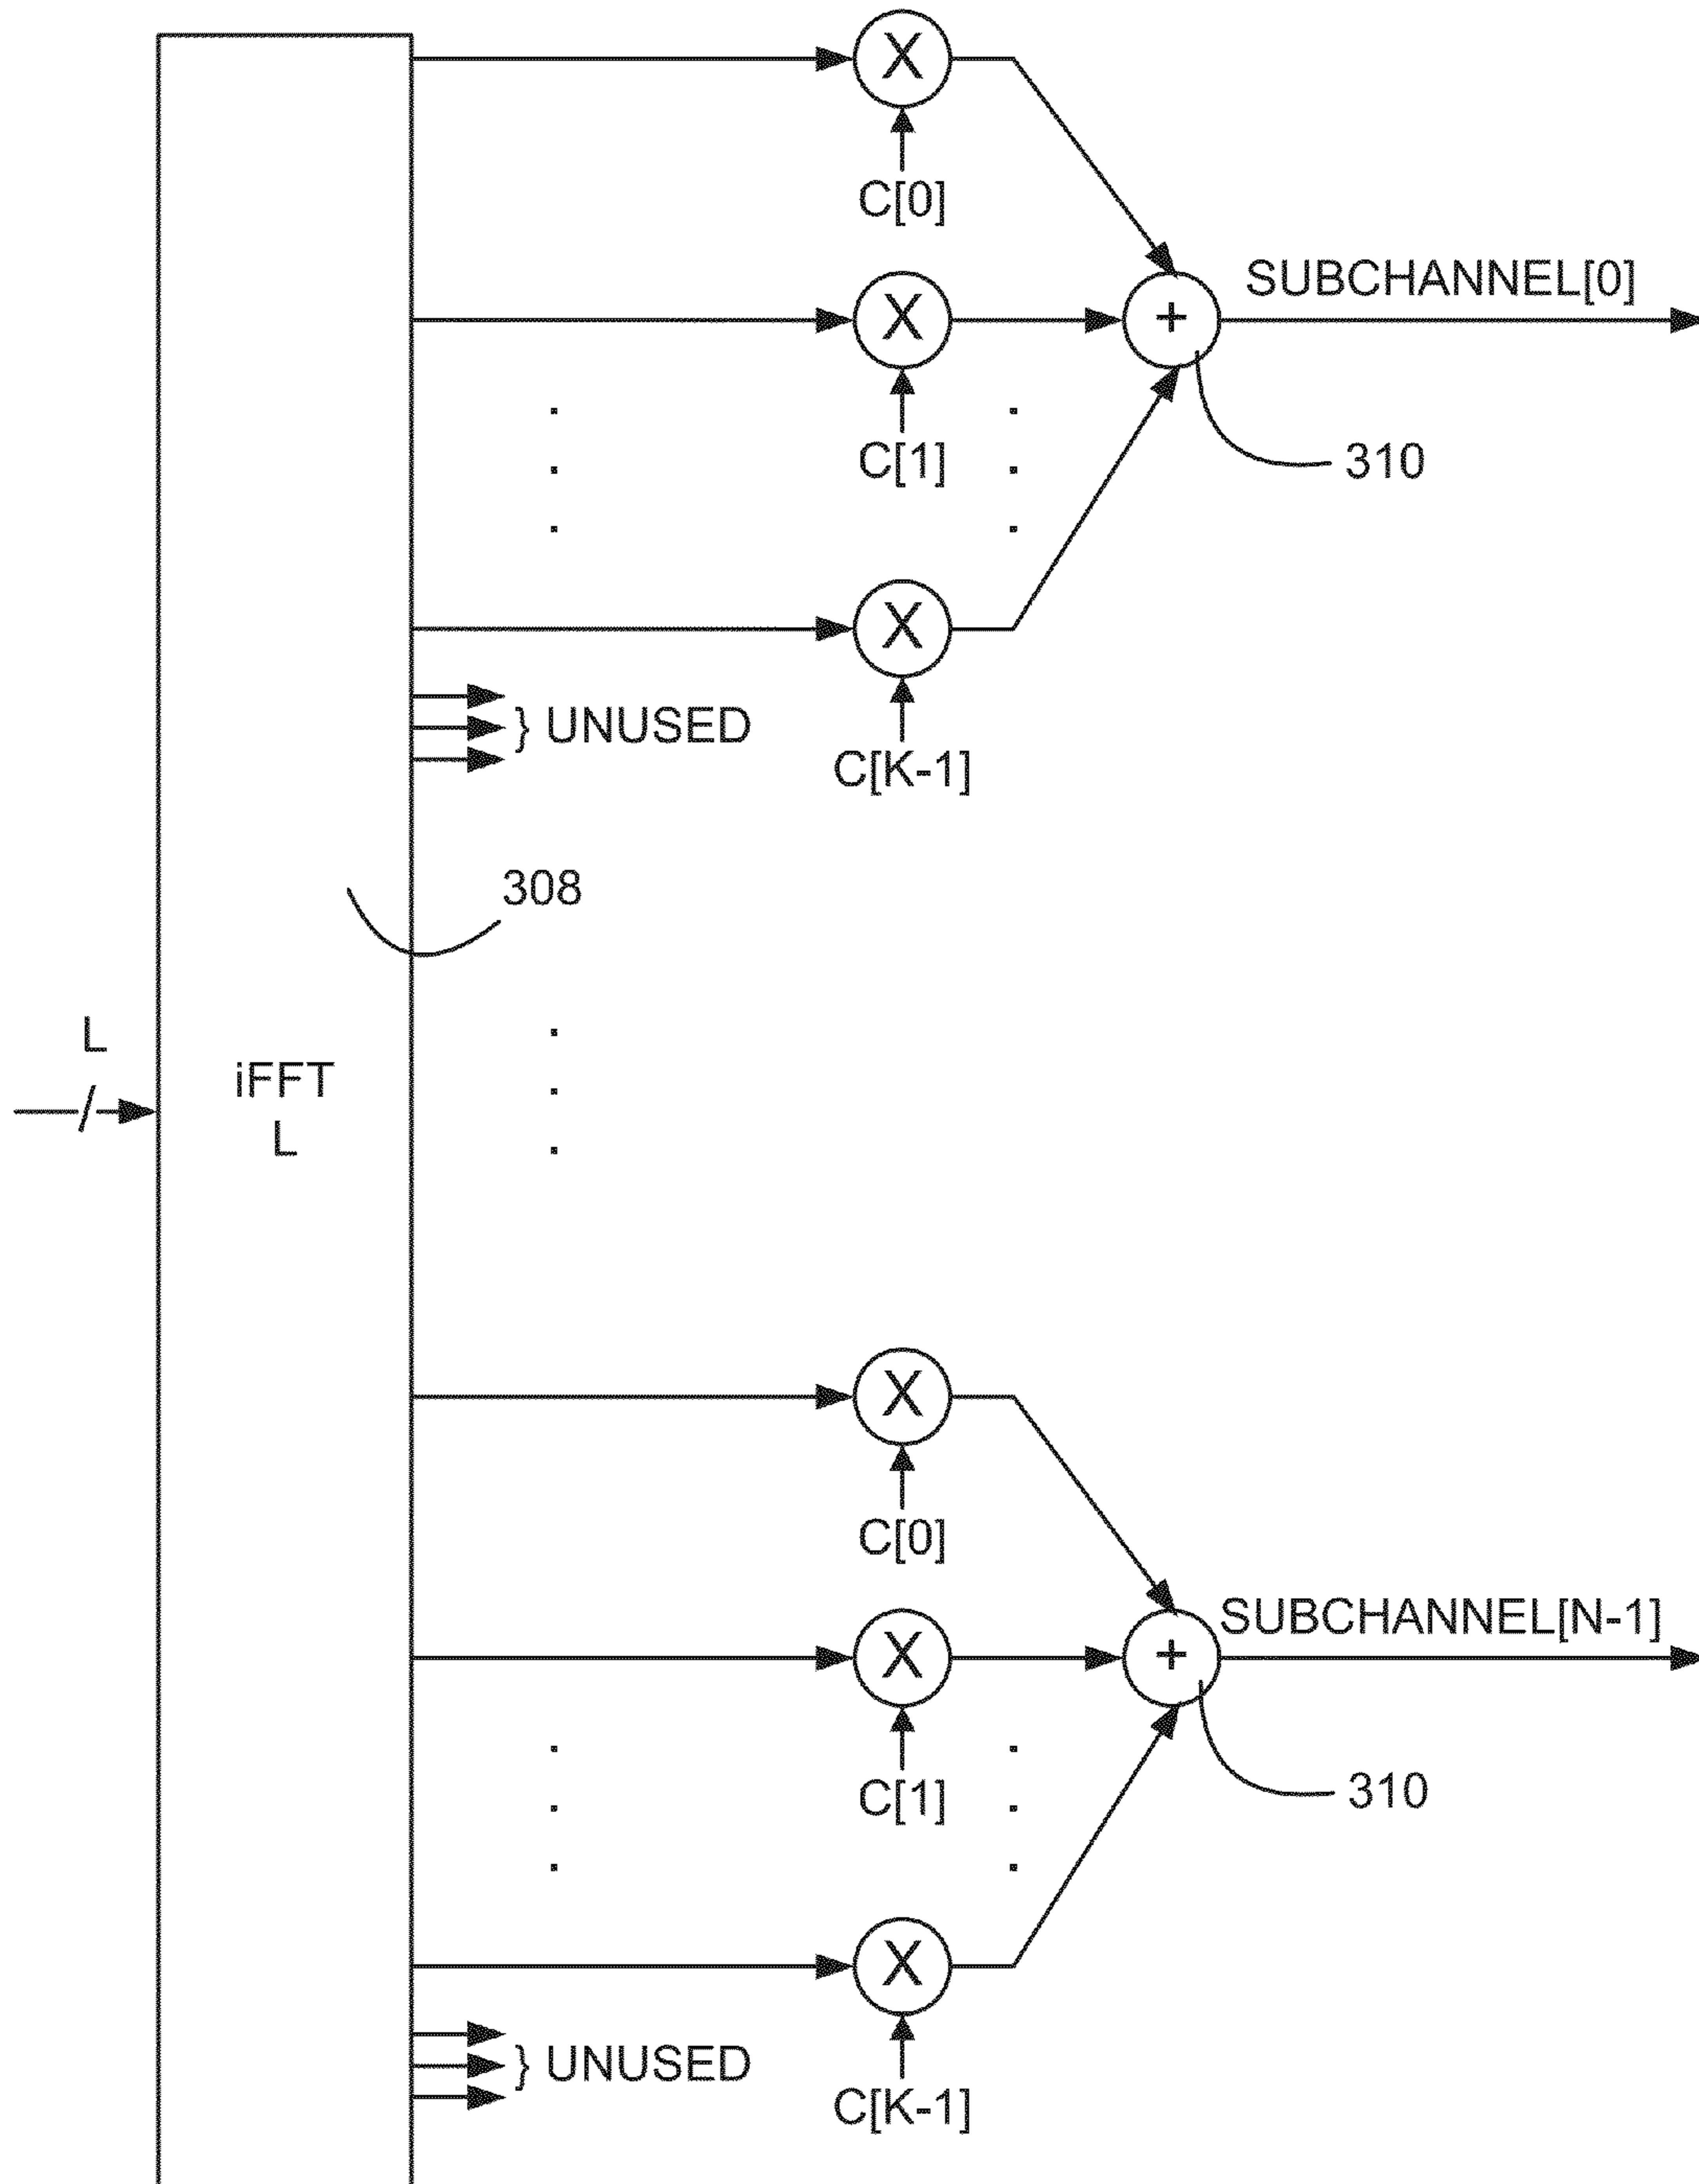 X
C[0]
SUBCHANNEL[0]
X
+
C[1]
310
X
} UNUSED
C[K-1]
308
L
iFFT
L
X
C[0]
SUBCHANNEL[N-1]
X
+
C[1]
310
X
} UNUSED
C[K-1]